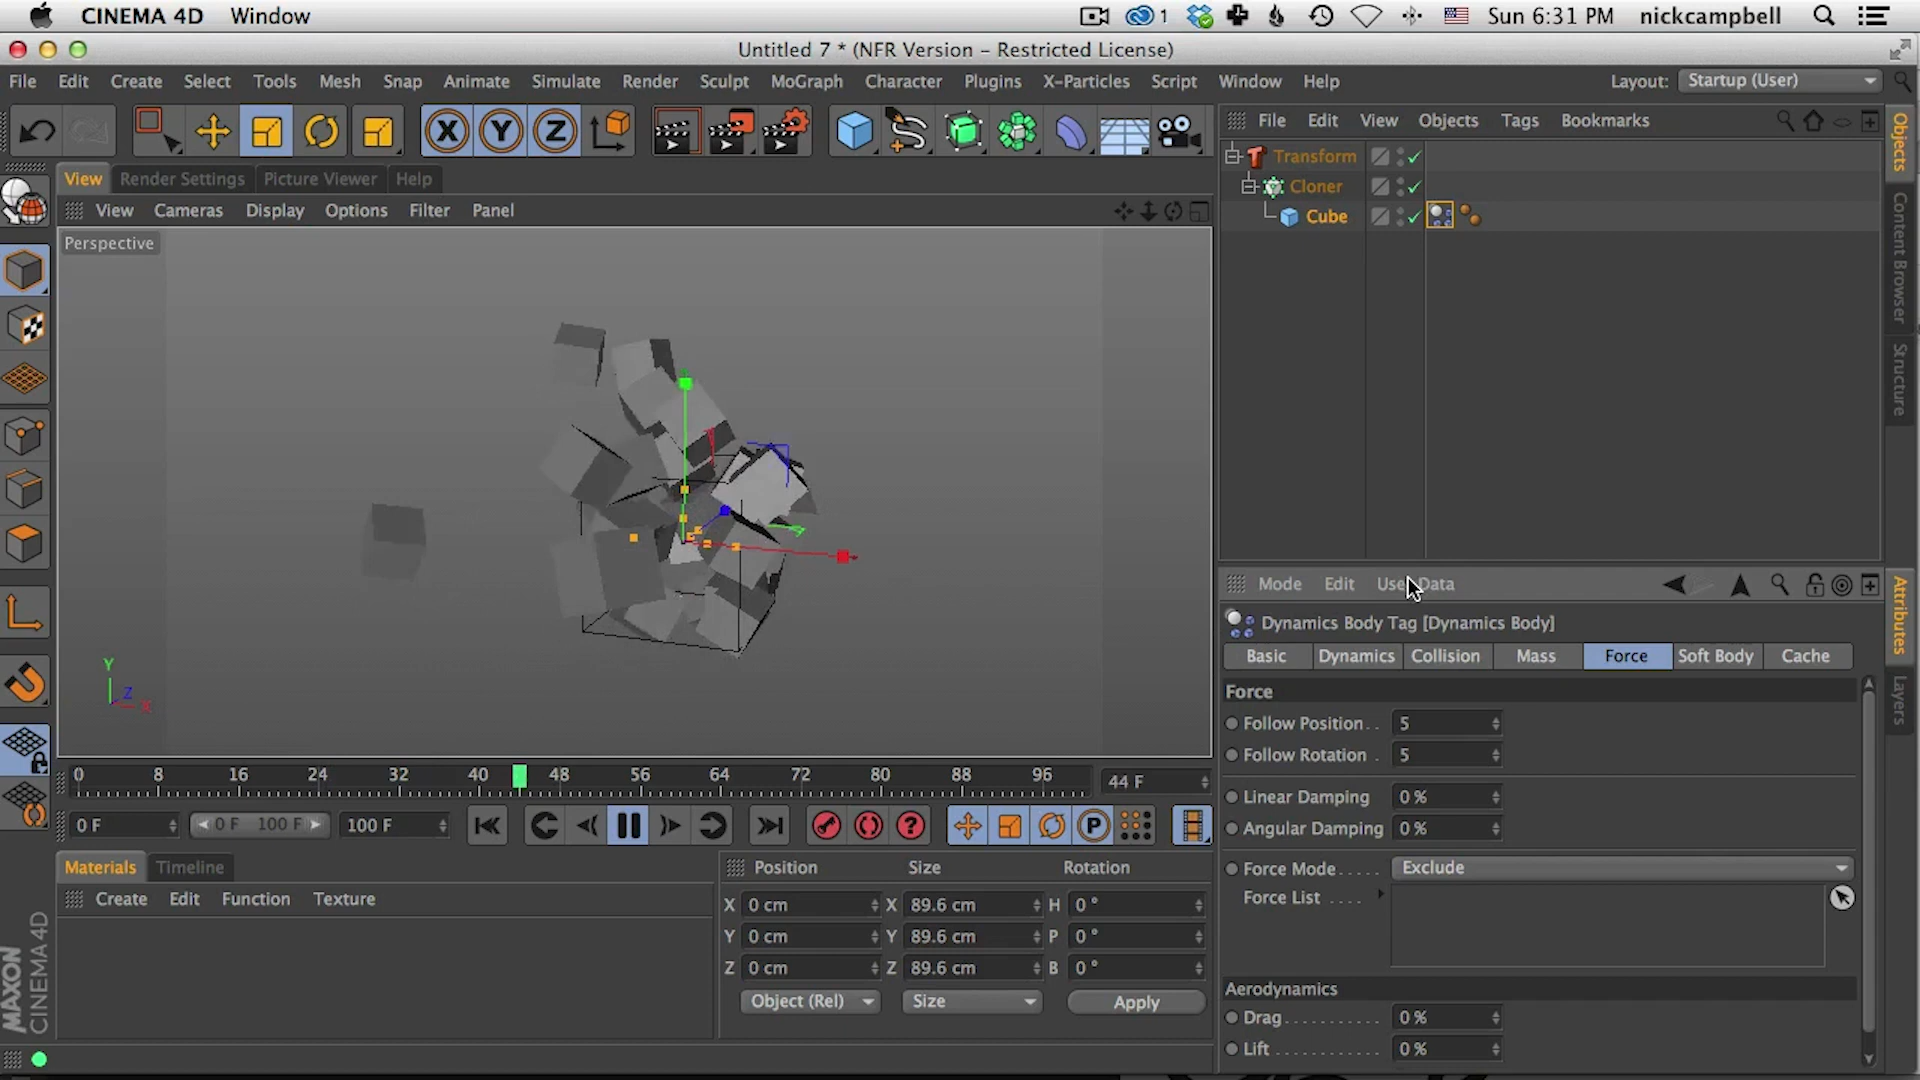 CINEMA 4D Window 1 Sun 6:31 PM nickcampbell
Untitled 7 * (NFR Version – Restricted License)
File Edit Create Select Tools Mesh Snap Animate Simulate Render Sculpt MoGraph Character Plugins X-Particles Script Window Help Layout: Startup (User)
X Y Z
File Edit View Objects Tags Bookmarks
View Render Settings Picture Viewer Help
View Cameras Display Options Filter Panel
Perspective
Y
Z
X
Transform
Cloner
Cube
Objects
Content Browser
Structure
Mode Edit User Data
Dynamics Body Tag [Dynamics Body]
Basic Dynamics Collision Mass Force Soft Body Cache
Force
Follow Position . . 5
Follow Rotation . 5
Linear Damping 0 %
Angular Damping 0 %
Force Mode. . . . . Exclude
Force List . . . .
Aerodynamics
Drag. . . . . . . . . . . 0 %
Lift . . . . . . . . . . . . 0 %
Attributes
Layers
0 8 16 24 32 40 48 56 64 72 80 88 96 44 F
0 F 0 F 100 F 100 F
? P
Materials Timeline
Create Edit Function Texture
Position Size Rotation
X 0 cm X 89.6 cm H 0 °
Y 0 cm Y 89.6 cm P 0 °
Z 0 cm Z 89.6 cm B 0 °
Object (Rel) Size Apply
MAXON
CINEMA 4D